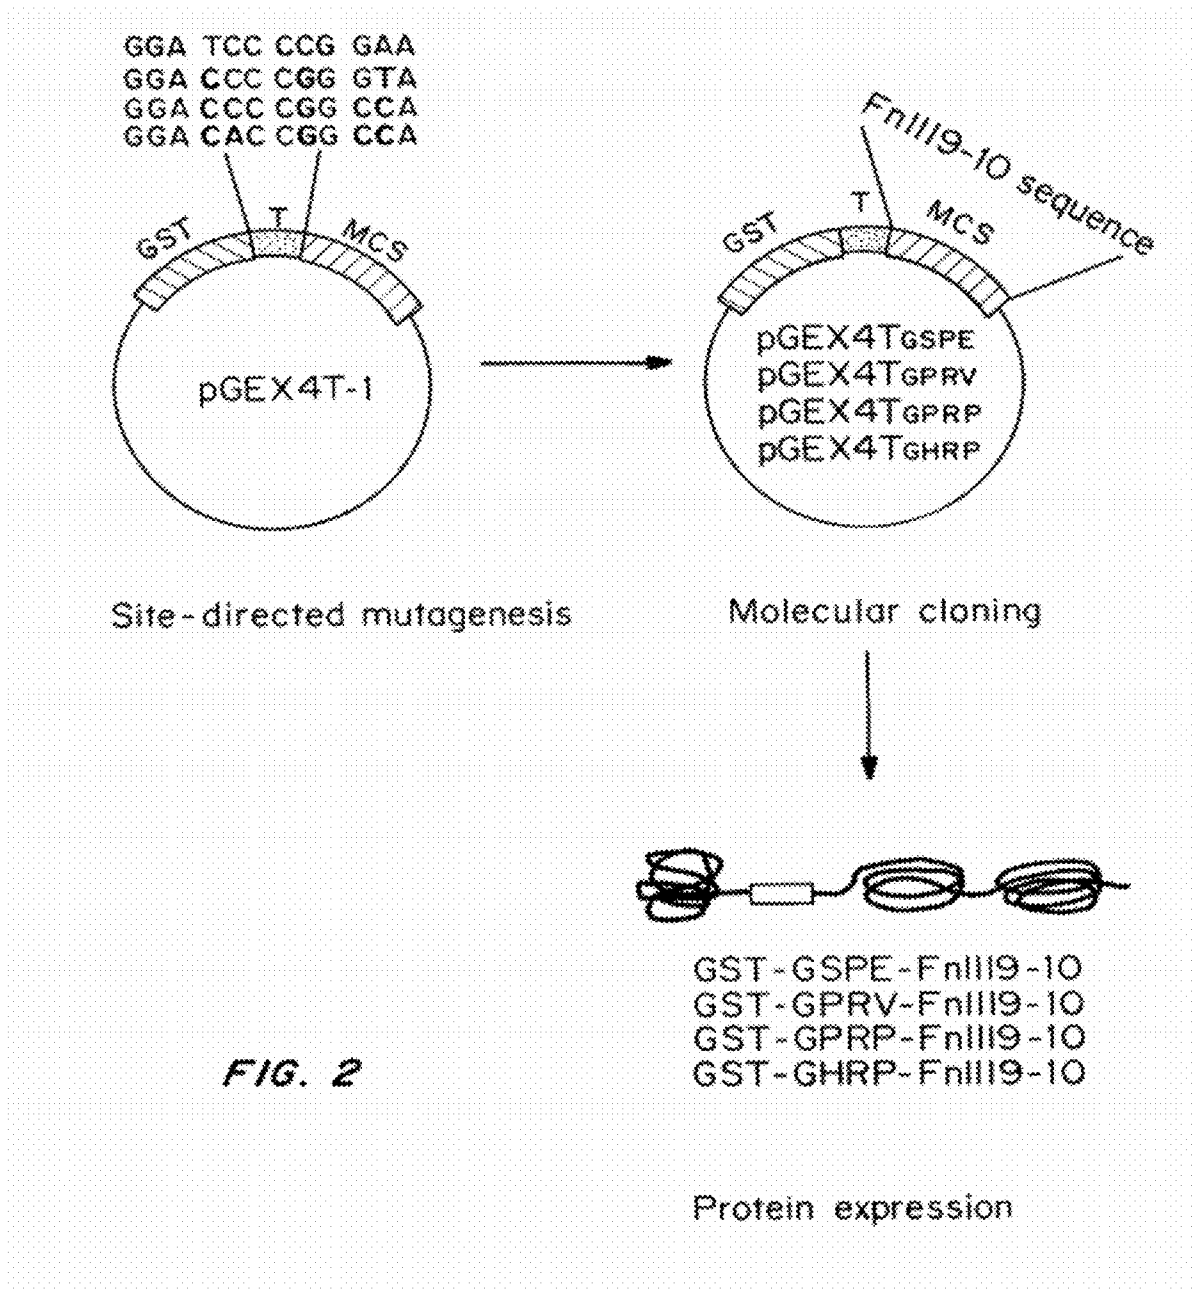 GGA TCC CCG GAA
GGA CCC CGG GTA
GGA CCC CGG CCA
GGA CAC CGG CCA
GST
T
MCS
pGEX4T-1
Site-directed mutagenesis
FnIII9-10 sequence
GST
T
MCS
pGEX4TGSPE
pGEX4TGPRV
pGEX4TGPRP
pGEX4TGHRP
Molecular cloning
GST-GSPE-FnIII9-10
GST-GPRV-FnIII9-10
GST-GPRP-FnIII9-10
GST-GHRP-FnIII9-10
FIG. 2
Protein expression